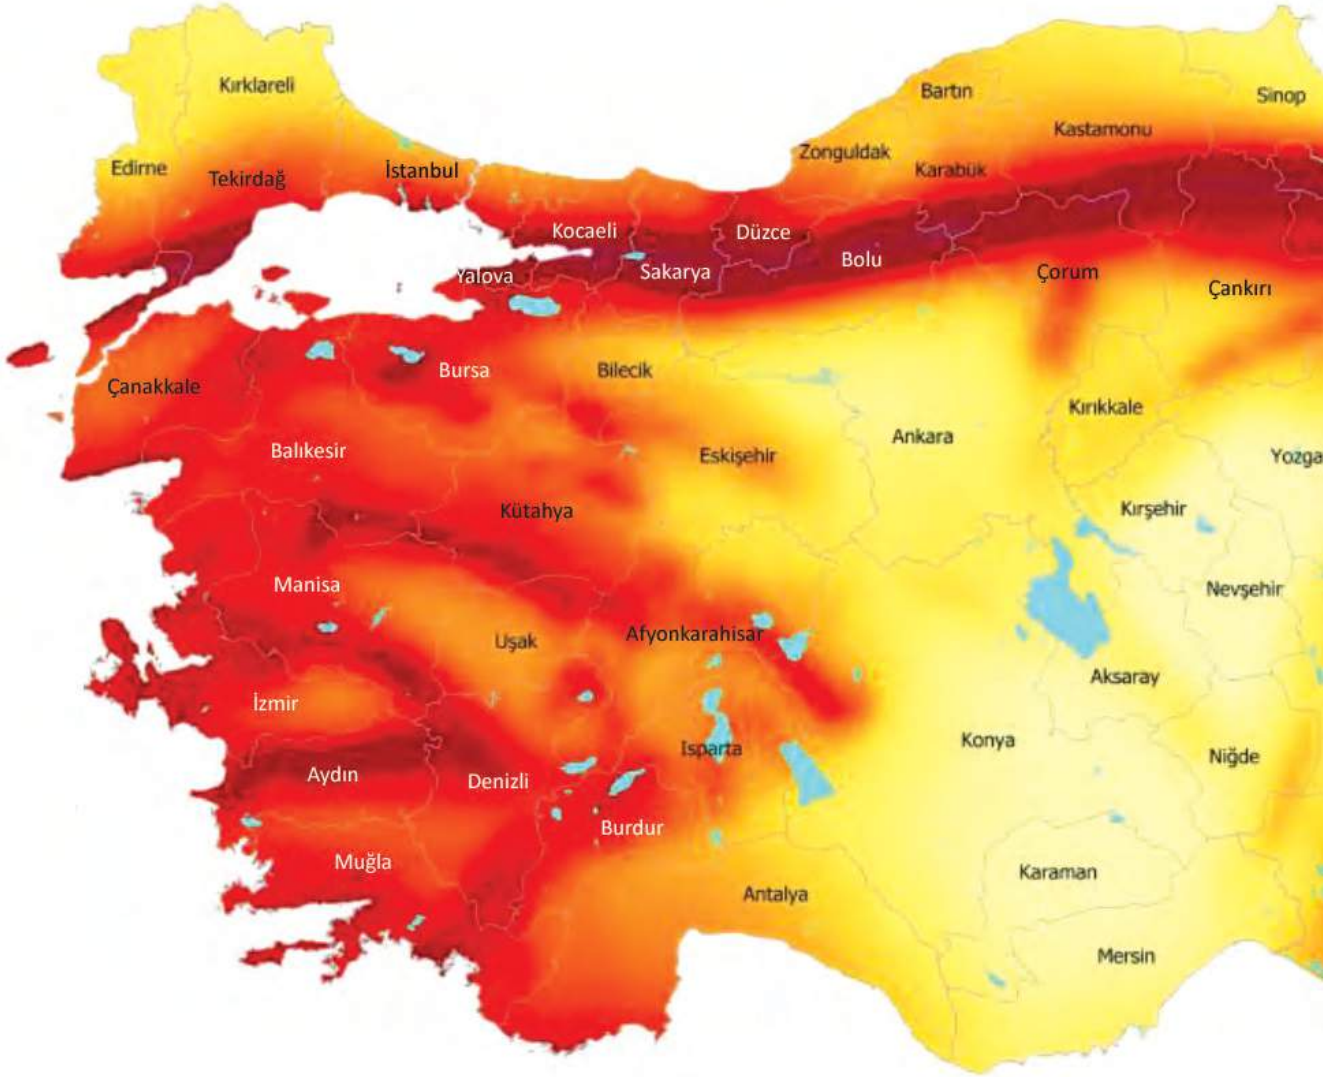 Kırklareli
Bartın
Sinop
Kastamonu
Zonguldak
Edirne
Tekirdağ
İstanbul
Karabük
Kocaeli
Düzce
Bolu
Yalova
Sakarya
Çorum
Çankırı
Çanakkale
Bursa
Bilecik
Kırıkkale
Balıkesir
Eskişehir
Ankara
Yozga
Kütahya
Kırşehir
Manisa
Nevşehir
Uşak
Afyonkarahisar
Aksaray
İzmir
Isparta
Konya
Niğde
Aydın
Denizli
Burdur
Muğla
Antalya
Karaman
Mersin